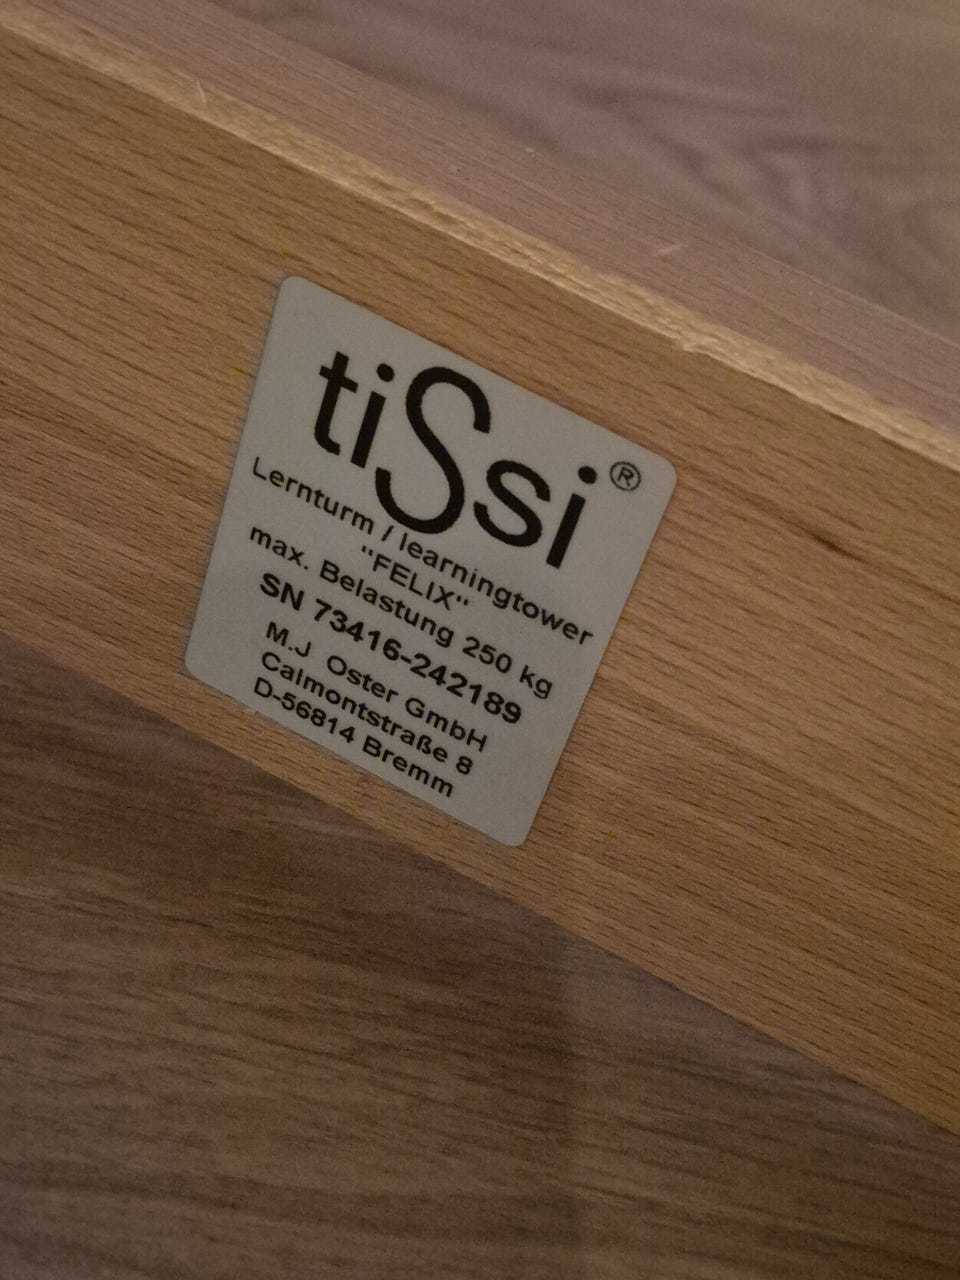 tiSsi®
Lernturm / learningtower
"FELIX"
max. Belastung 250 kg
SN 73416-242189
M.J Oster GmbH
Calmontstraße 8
D-56814 Bremm